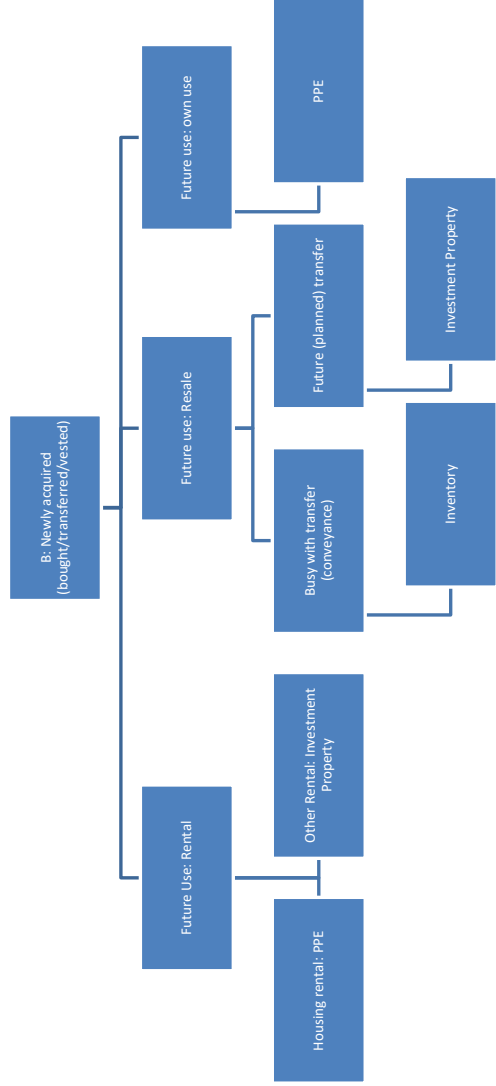 B: Newly acquired
(bought/transferred/vested)
Future Use: Rental
Housing rental: PPE
Other Rental: Investment
Property
Future use: Resale
Busy with transfer
(conveyance)
Inventory
Future (planned) transfer
Investment Property
Future use: own use
PPE